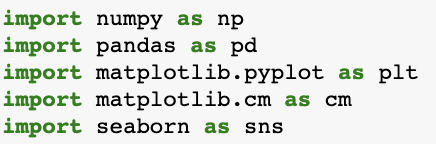 import numpy as np
import pandas as pd
import matplotlib.pyplot as plt
import matplotlib.cm as cm
import seaborn as sns